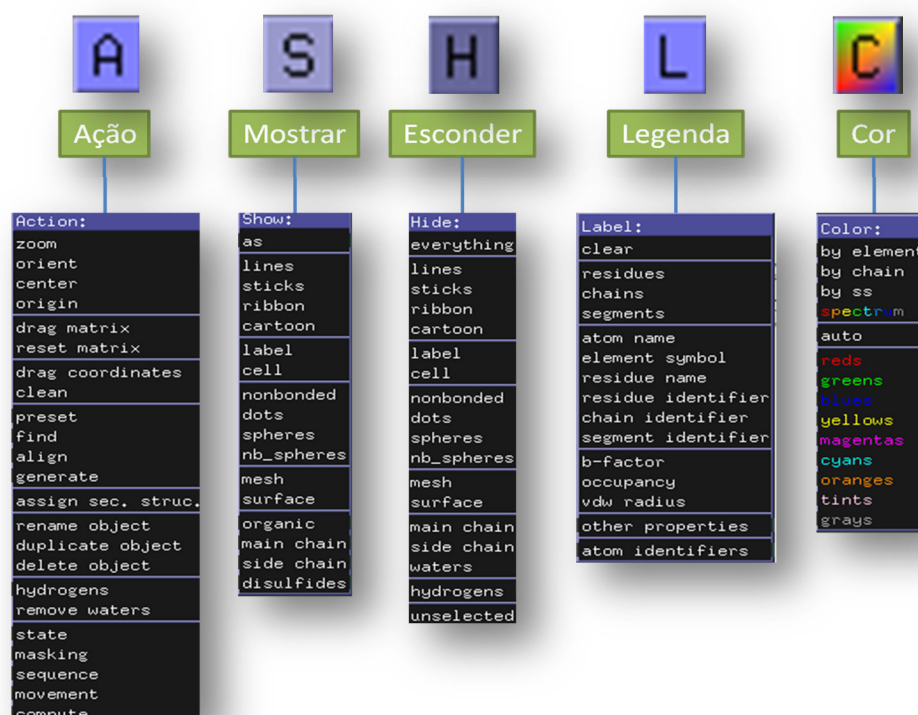 A
S
H
L
C
Ação
Mostrar
Esconder
Legenda
Cor
Action:
zoom
orient
center
origin
drag matrix
reset matrix
drag coordinates
clean
preset
find
align
generate
assign sec. struc.
rename object
duplicate object
delete object
hydrogens
remove waters
state
masking
sequence
movement
compute
Show:
as
lines
sticks
ribbon
cartoon
label
cell
nonbonded
dots
spheres
nb_spheres
mesh
surface
organic
main chain
side chain
disulfides
Hide:
everything
lines
sticks
ribbon
cartoon
label
cell
nonbonded
dots
spheres
nb_spheres
mesh
surface
main chain
side chain
waters
hydrogens
unselected
Label:
clear
residues
chains
segments
atom name
element symbol
residue name
residue identifier
chain identifier
segment identifier
b-factor
occupancy
vdw radius
other properties
atom identifiers
Color:
by element
by chain
by ss
spectrum
auto
reds
greens
blues
yellows
magentas
cyans
oranges
tints
grays